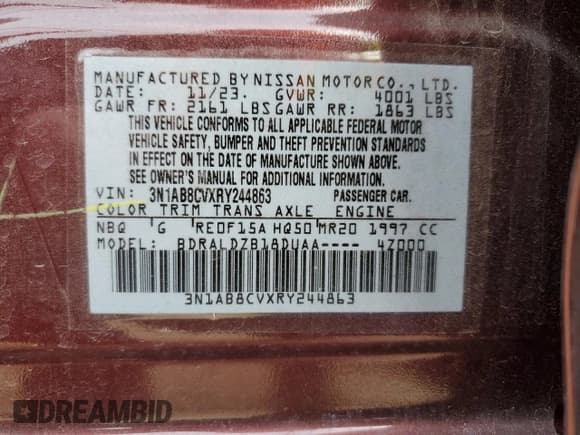 MANUFACTURED BY NISSAN MOTOR CO., LTD.
DATE: 11/23. GVWR: 4001 LBS
GAWR FR: 2161 LBS GAWR RR: 1863 LBS
THIS VEHICLE CONFORMS TO ALL APPLICABLE FEDERAL MOTOR
VEHICLE SAFETY, BUMPER AND THEFT PREVENTION STANDARDS
IN EFFECT ON THE DATE OF MANUFACTURE SHOWN ABOVE.
SEE OWNER'S MANUAL FOR ADDITIONAL INFORMATION.
VIN: 3N1AB8CVXRY244863 PASSENGER CAR.
COLOR TRIM TRANS AXLE ENGINE
NBQ G RE0F15A HQ50 MR20 1997 CC
MODEL: BDRALDZB18DUAA---- 4Z000
3N1AB8CVXRY244863
DREAMBID